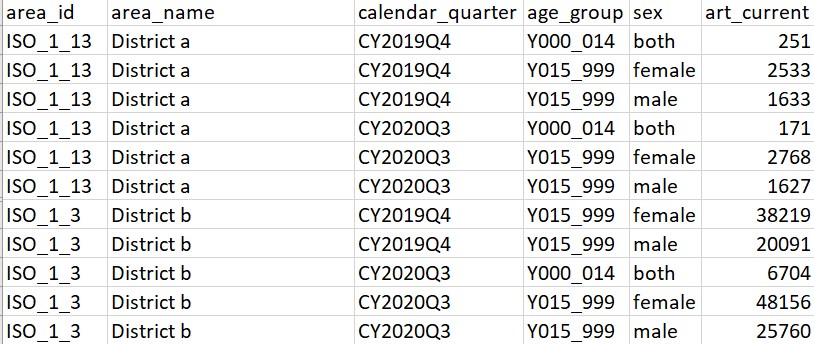 area_id area_name calendar_quarter age_group sex art_current
ISO_1_13 District a CY2019Q4 Y000_014 both 251
ISO_1_13 District a CY2019Q4 Y015_999 female 2533
ISO_1_13 District a CY2019Q4 Y015_999 male 1633
ISO_1_13 District a CY2020Q3 Y000_014 both 171
ISO_1_13 District a CY2020Q3 Y015_999 female 2768
ISO_1_13 District a CY2020Q3 Y015_999 male 1627
ISO_1_3 District b CY2019Q4 Y015_999 female 38219
ISO_1_3 District b CY2019Q4 Y015_999 male 20091
ISO_1_3 District b CY2020Q3 Y000_014 both 6704
ISO_1_3 District b CY2020Q3 Y015_999 female 48156
ISO_1_3 District b CY2020Q3 Y015_999 male 25760